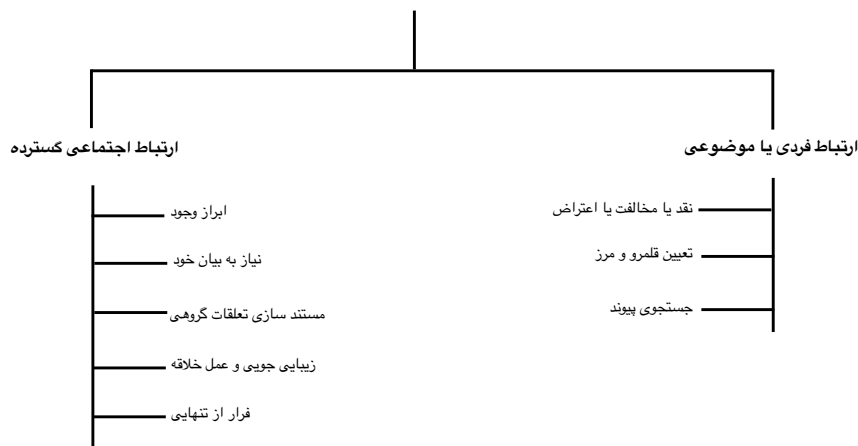 ارتباط فردی یا موضوعی
نقد یا مخالفت یا اعتراض
تعیین قلمرو و مرز
جستجوی پیوند
ارتباط اجتماعی گسترده
ابراز وجود
نیاز به بیان خود
مستند سازی تعلقات گروهی
زیبایی جویی و عمل خلاقه
فرار از تنهایی